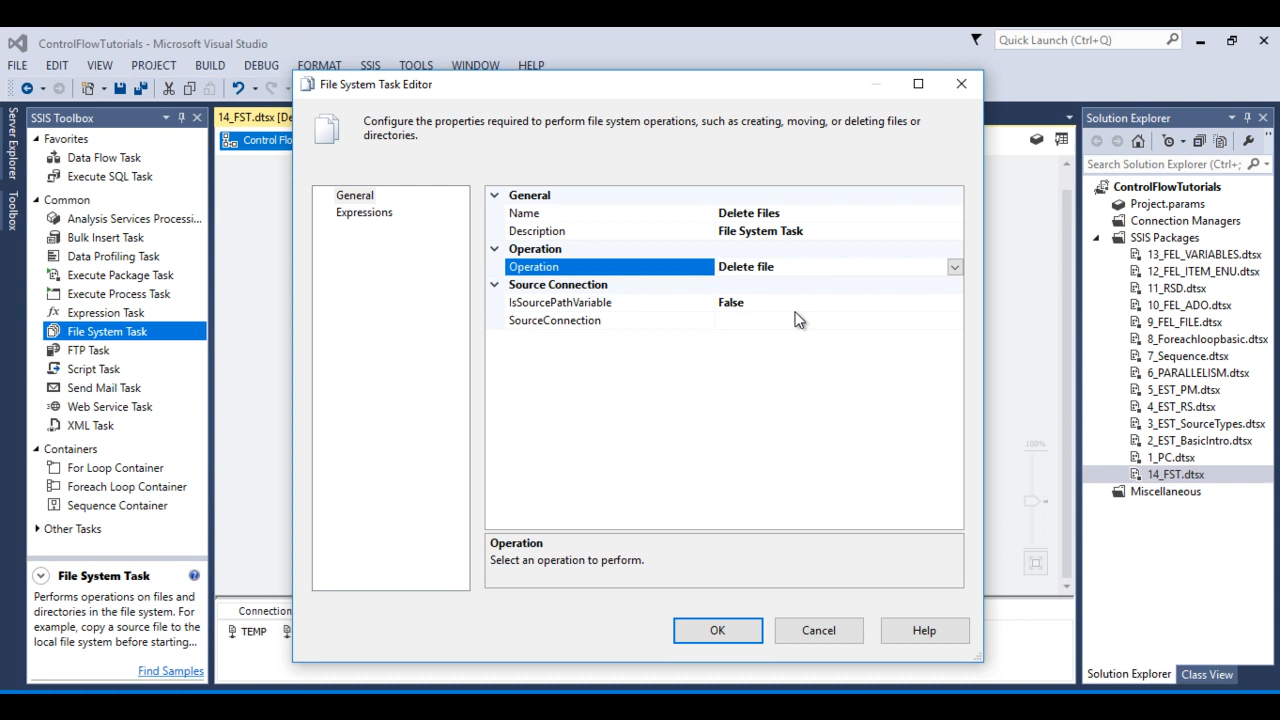 ControlFlowTutorials - Microsoft Visual Studio
Quick Launch (Ctrl+Q)
FILE EDIT VIEW PROJECT BUILD DEBUG FORMAT SSIS TOOLS WINDOW HELP
Server Explorer
Toolbox
SSIS Toolbox
Favorites
Data Flow Task
Execute SQL Task
Common
Analysis Services Processi...
Bulk Insert Task
Data Profiling Task
Execute Package Task
Execute Process Task
Expression Task
File System Task
FTP Task
Script Task
Send Mail Task
Web Service Task
XML Task
Containers
For Loop Container
Foreach Loop Container
Sequence Container
Other Tasks
File System Task
Performs operations on files and
directories in the file system. For
example, copy a source file to the
local file system before starting...
Find Samples
14_FST.dtsx [De
Control Flo
Connection
TEMP
100%
File System Task Editor
Configure the properties required to perform file system operations, such as creating, moving, or deleting files or
directories.
General
Expressions
General
Name Delete Files
Description File System Task
Operation
Operation Delete file
Source Connection
IsSourcePathVariable False
SourceConnection
Operation
Select an operation to perform.
OK Cancel Help
Solution Explorer
Search Solution Explorer (Ctrl+;
ControlFlowTutorials
Project.params
Connection Managers
SSIS Packages
13_FEL_VARIABLES.dtsx
12_FEL_ITEM_ENU.dtsx
11_RSD.dtsx
10_FEL_ADO.dtsx
9_FEL_FILE.dtsx
8_Foreachloopbasic.dtsx
7_Sequence.dtsx
6_PARALLELISM.dtsx
5_EST_PM.dtsx
4_EST_RS.dtsx
3_EST_SourceTypes.dtsx
2_EST_BasicIntro.dtsx
1_PC.dtsx
14_FST.dtsx
Miscellaneous
Solution Explorer Class View